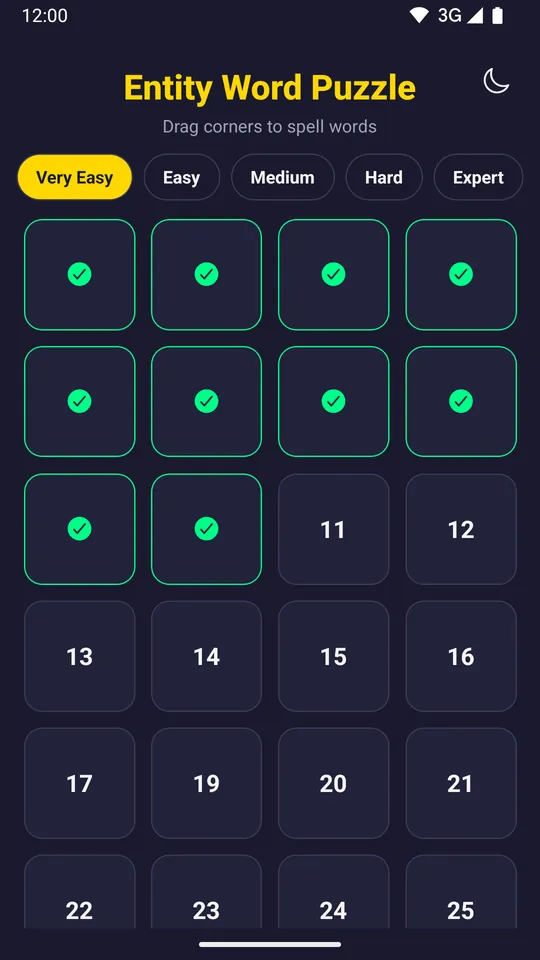 12:00 3G
Entity Word Puzzle
Drag corners to spell words
Very Easy Easy Medium Hard Expert
11 12
13 14 15 16
17 19 20 21
22 23 24 25